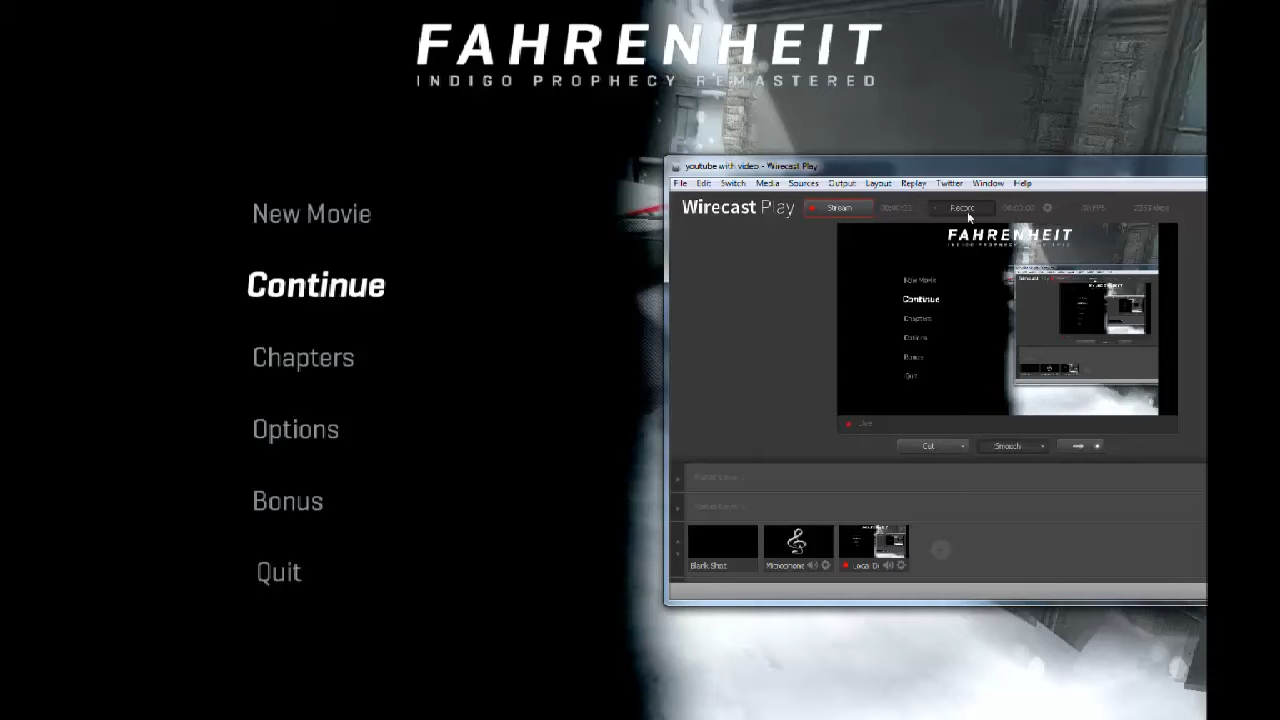 FAHRENHEIT
INDIGO PROPHECY REMASTERED
New Movie
Continue
Chapters
Options
Bonus
Quit
youtube with video - Wirecast Play
File Edit Switch Media Sources Output Layout Replay Twitter Window Help
Wirecast Play Stream Record
FAHRENHEIT
New Movie
Continue
Chapters
Options
Bonus
Quit
Live
Cut Smooth
Blank Shot Microphone